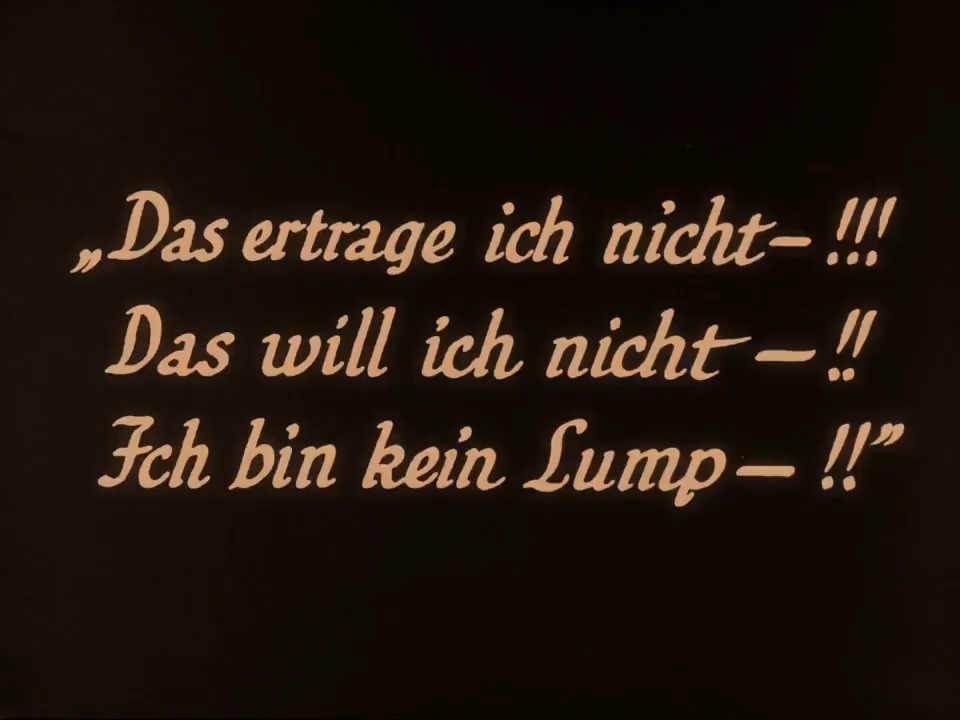 „Das ertrage ich nicht — !!!
Das will ich nicht — !!
Ich bin kein Lump — !!”